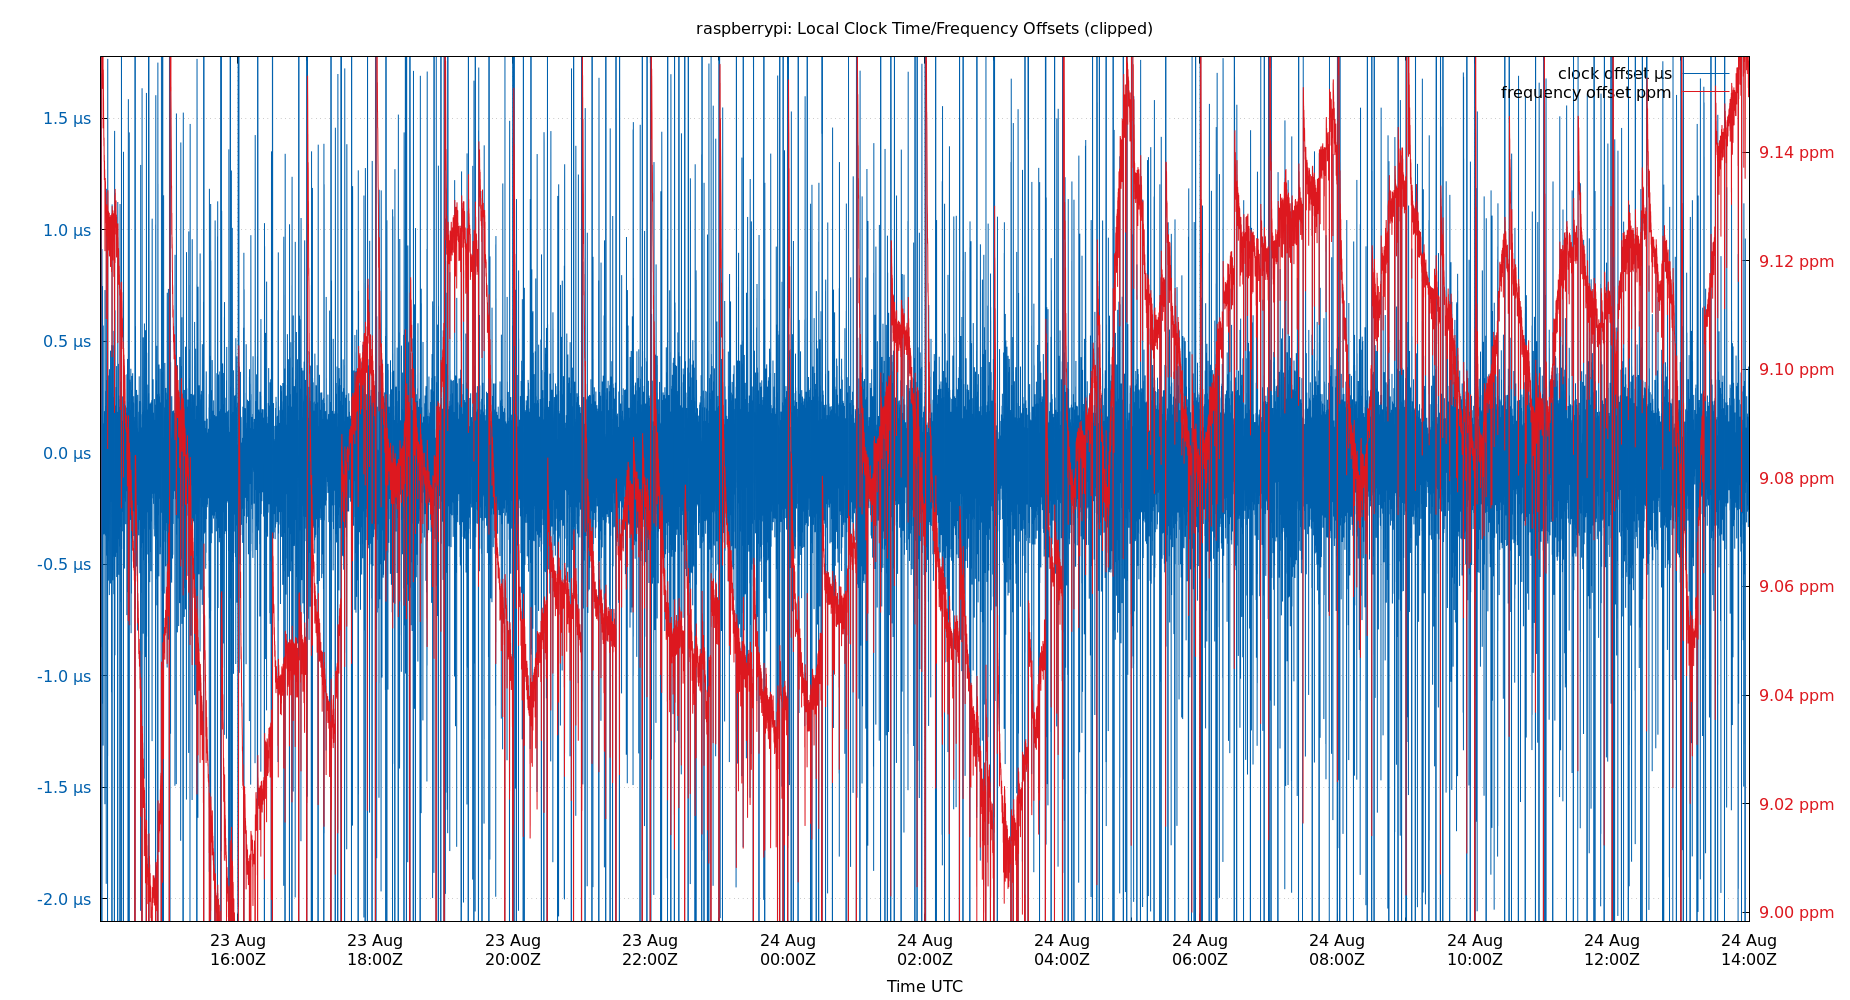 raspberrypi: Local Clock Time/Frequency Offsets (clipped)
clock offset µs
frequency offset ppm
1.5 µs
1.0 µs
0.5 µs
0.0 µs
-0.5 µs
-1.0 µs
-1.5 µs
-2.0 µs
9.14 ppm
9.12 ppm
9.10 ppm
9.08 ppm
9.06 ppm
9.04 ppm
9.02 ppm
9.00 ppm
23 Aug 23 Aug 23 Aug 23 Aug 24 Aug 24 Aug 24 Aug 24 Aug 24 Aug 24 Aug 24 Aug 24 Aug
16:00Z 18:00Z 20:00Z 22:00Z 00:00Z 02:00Z 04:00Z 06:00Z 08:00Z 10:00Z 12:00Z 14:00Z
Time UTC